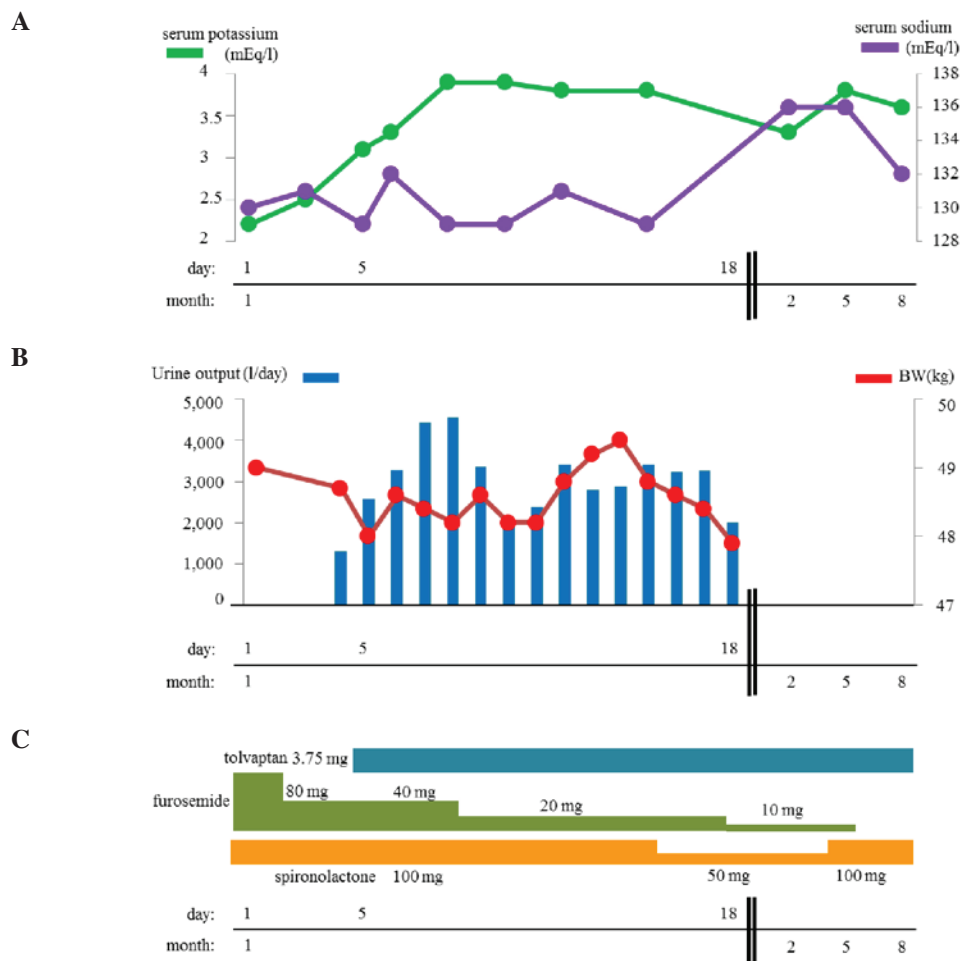 A
serum potassium
(mEq/l)
serum sodium
(mEq/l)
4
3.5
3
2.5
2
138
136
134
132
130
128
day: 1 5 18
month: 1 2 5 8
B
Urine output (l/day)
BW(kg)
5,000
4,000
3,000
2,000
1,000
0
50
49
48
47
day: 1 5 18
month: 1 2 5 8
C
tolvaptan 3.75 mg
furosemide
80 mg 40 mg 20 mg 10 mg
spironolactone 100 mg 50 mg 100 mg
day: 1 5 18
month: 1 2 5 8